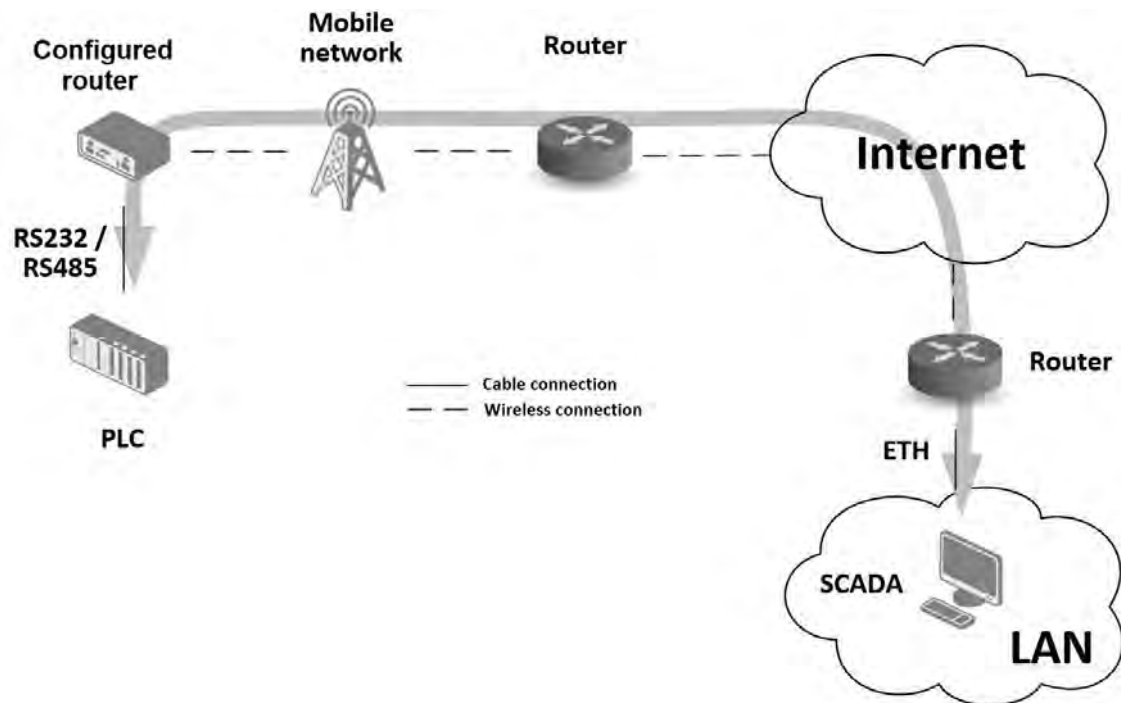 Configured
router
Mobile
network
Router
Internet
RS232 /
RS485
PLC
Cable connection
Wireless connection
Router
ETH
SCADA
LAN